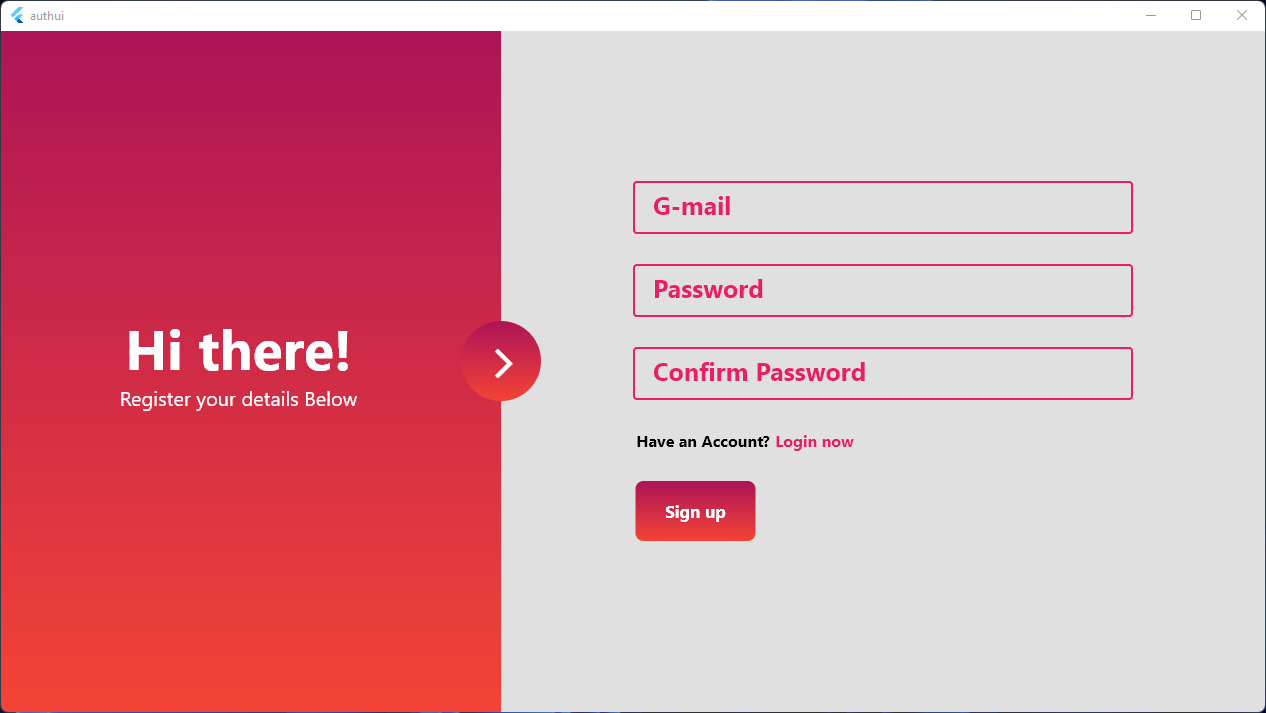 authui
Hi there!
Register your details Below
G-mail
Password
Confirm Password
Have an Account? Login now
Sign up